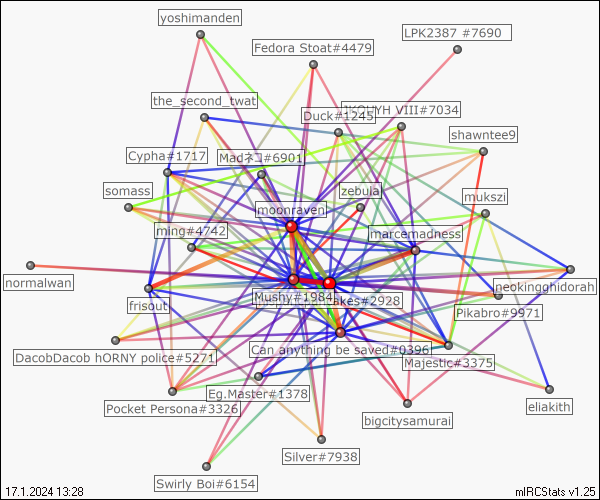 yoshimanden
LPK2387 #7690
Fedora Stoat#4479
the_second_twat
Duck#1245
VIII#7034
shawntee9
Cypha#1717
Madネコ#6901
somass
zebula
mukszi
moonraven
ming#4742
marcemadness
normalwan
neokingghidorah
frisout
Mushy#1984
akes#2928
Pikabro#9971
DacobDacob hORNY police#5271
Can anything be saved#0396
Majestic#3375
Eg.Master#1378
Pocket Persona#3326
bigcitysamurai
eliakith
Silver#7938
Swirly Boi#6154
17.1.2024 13:28
mIRCStats v1.25